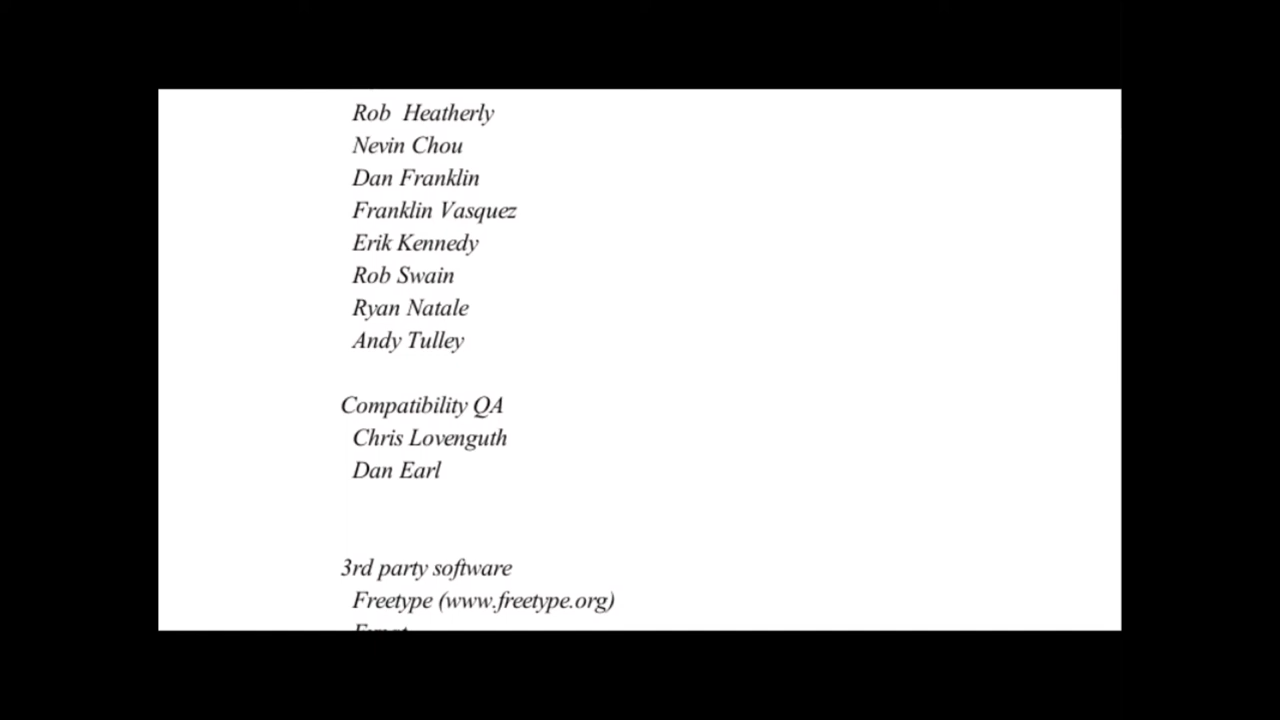 Rob Heatherly
Nevin Chou
Dan Franklin
Franklin Vasquez
Erik Kennedy
Rob Swain
Ryan Natale
Andy Tulley
Compatibility QA
Chris Lovenguth
Dan Earl
3rd party software
Freetype (www.freetype.org)